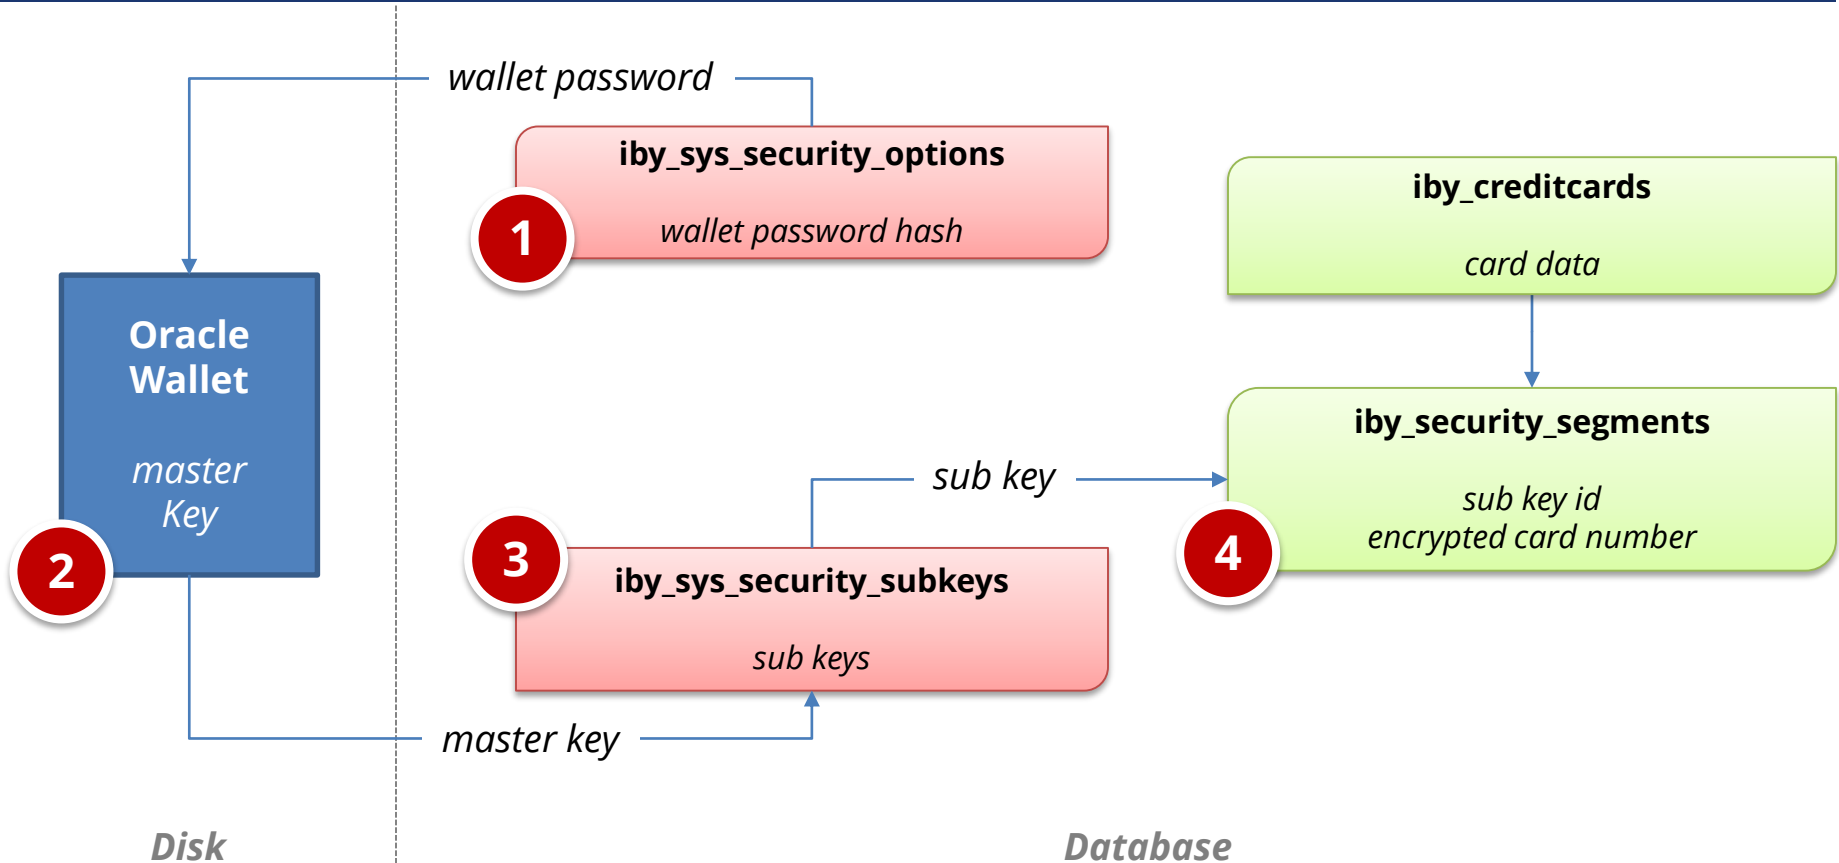 wallet password
iby_sys_security_options
wallet password hash
1
iby_creditcards
card data
Oracle
Wallet
master
Key
2
iby_security_segments
sub key id
encrypted card number
4
sub key
3
iby_sys_security_subkeys
sub keys
master key
Disk
Database